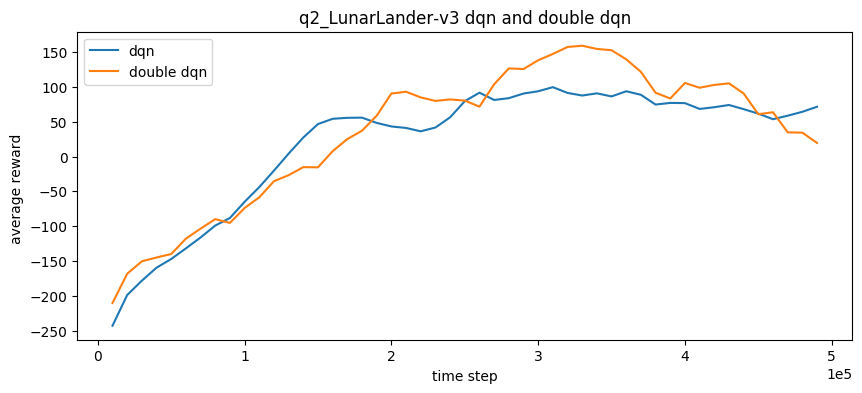 q2_LunarLander-v3 dqn and double dqn
dqn
double dqn
average reward
150
100
50
0
−50
−100
−150
−200
−250
0
1
2
3
4
5
1e5
time step